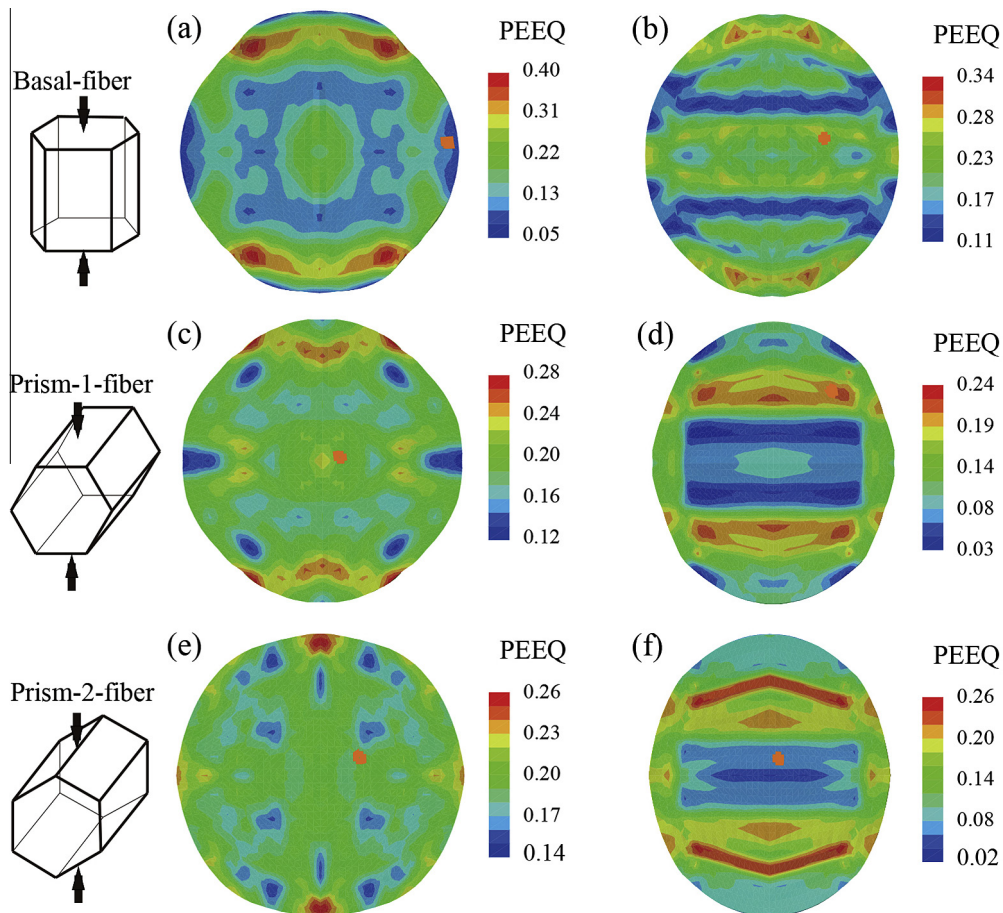 (a)
(b)
PEEQ
PEEQ
Basal-fiber
0.40
0.31
0.22
0.13
0.05
0.34
0.28
0.23
0.17
0.11
(c)
(d)
PEEQ
PEEQ
Prism-1-fiber
0.28
0.24
0.20
0.16
0.12
0.24
0.19
0.14
0.08
0.03
(e)
(f)
PEEQ
PEEQ
Prism-2-fiber
0.26
0.23
0.20
0.17
0.14
0.26
0.20
0.14
0.08
0.02